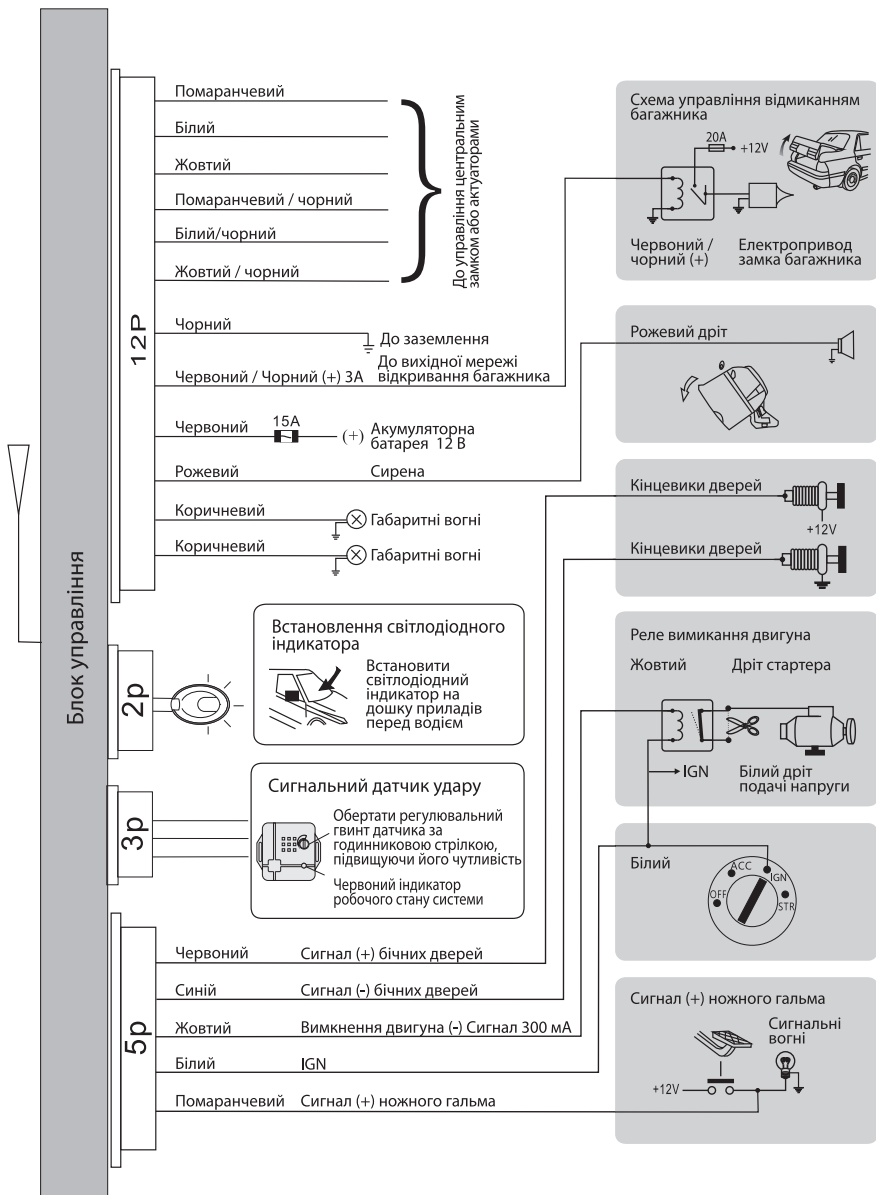 Блок управління
12P
Помаранчевий
Білий
Жовтий
Помаранчевий / чорний
Білий/чорний
Жовтий / чорний
До управління центральним
замком або актуаторами
Чорний
До заземлення
Червоний / Чорний (+) 3А
До вихідної мережі
відкривання багажника
Червоний
15A
(+)
Акумуляторна
батарея 12 В
Рожевий
Сирена
Коричневий
Габаритні вогні
Коричневий
Габаритні вогні
2p
Встановлення світлодіодного
індикатора
Встановити
світлодіодний
індикатор на
дошку приладів
перед водієм
3p
Сигнальний датчик удару
Обертати регулювальний
гвинт датчика за
годинниковою стрілкою,
підвищуючи його чутливість
Червоний індикатор
робочого стану системи
5p
Червоний
Сигнал (+) бічних дверей
Синій
Сигнал (-) бічних дверей
Жовтий
Вимкнення двигуна (-) Сигнал 300 мА
Білий
IGN
Помаранчевий
Сигнал (+) ножного гальма
Схема управління відмиканням
багажника
20A
+12V
Червоний /
чорний (+)
Електропривод
замка багажника
Рожевий дріт
Кінцевики дверей
+12V
Кінцевики дверей
Реле вимикання двигуна
Жовтий
Дріт стартера
IGN
Білий дріт
подачі напруги
Білий
OFF
ACC
IGN
STR
Сигнал (+) ножного гальма
Сигнальні
вогні
+12V